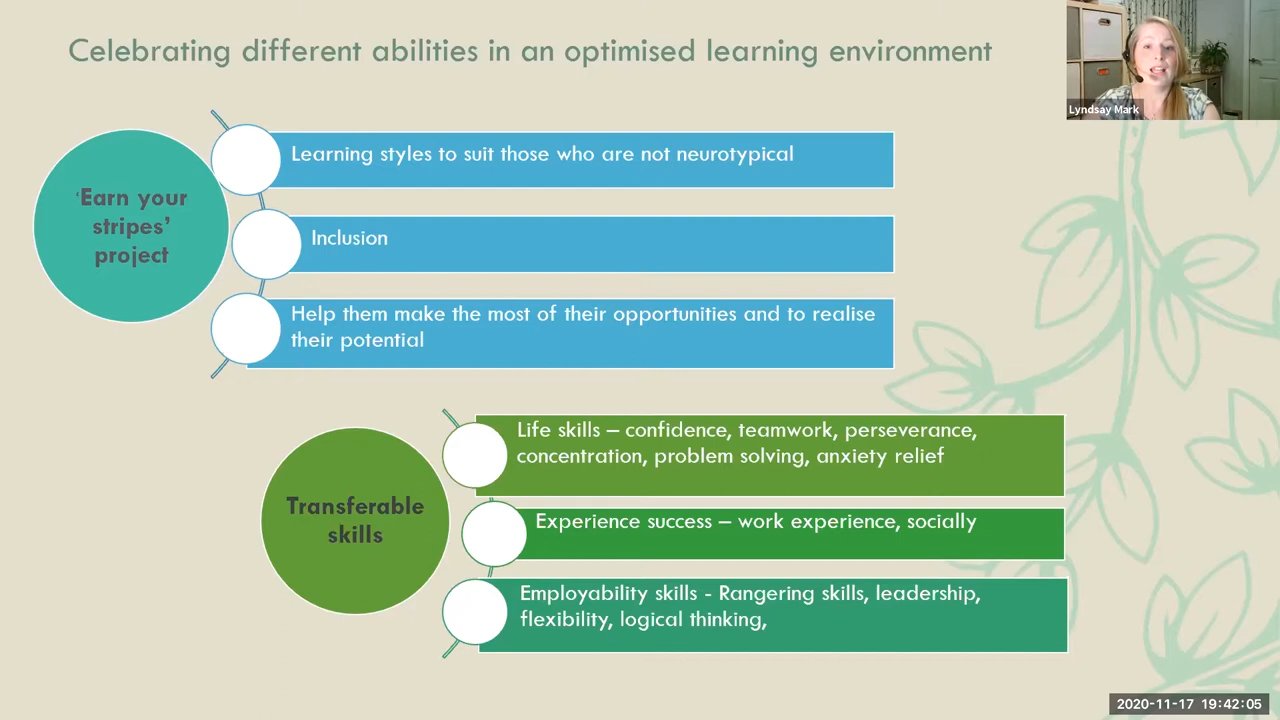 Celebrating different abilities in an optimised learning environment
Lyndsay Mark
‘Earn your
stripes’
project
Learning styles to suit those who are not neurotypical
Inclusion
Help them make the most of their opportunities and to realise
their potential
Transferable
skills
Life skills – confidence, teamwork, perseverance,
concentration, problem solving, anxiety relief
Experience success – work experience, socially
Employability skills - Rangering skills, leadership,
flexibility, logical thinking,
2020-11-17 19:42:05